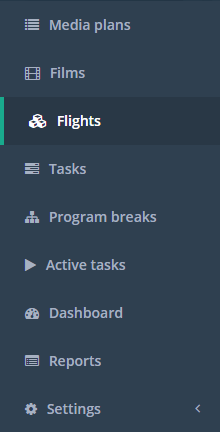 Media plans
Films
Flights
Tasks
Program breaks
Active tasks
Dashboard
Reports
Settings